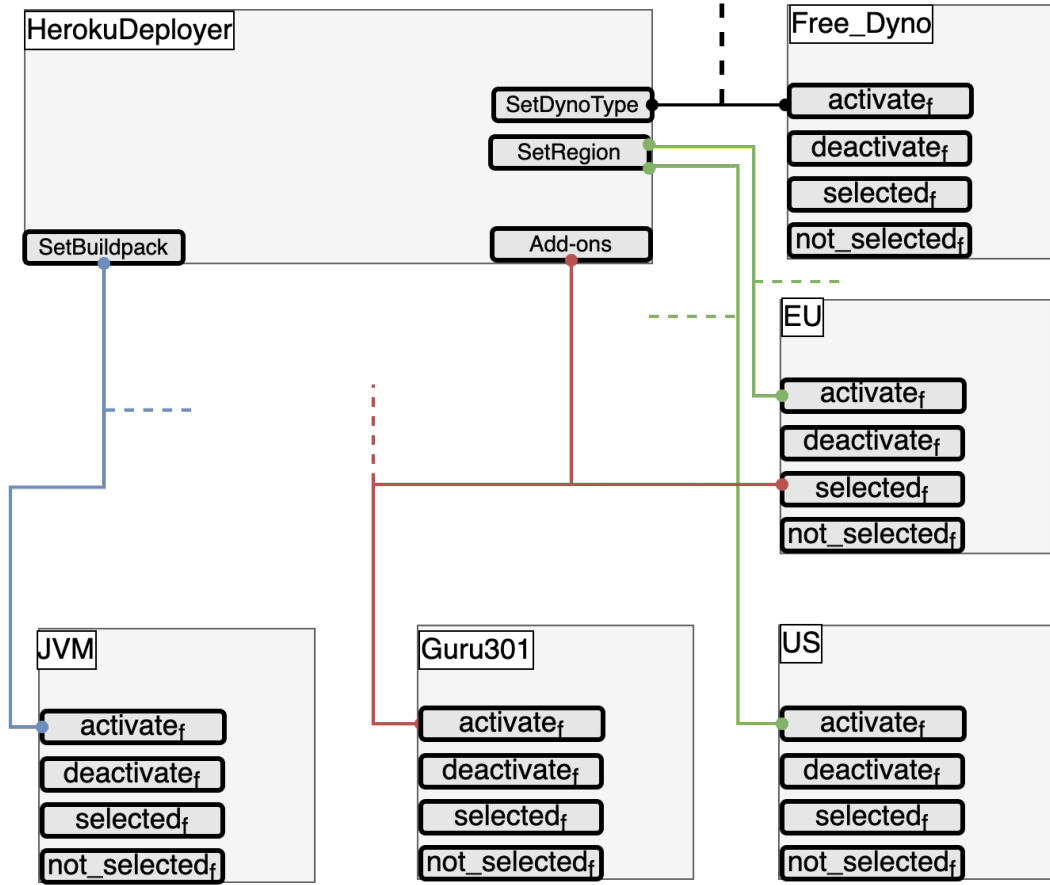 HerokuDeployer
SetDynoType
SetRegion
SetBuildpack
Add-ons
Free_Dyno
activatef
deactivatef
selectedf
not_selectedf
EU
activatef
deactivatef
selectedf
not_selectedf
JVM
activatef
deactivatef
selectedf
not_selectedf
Guru301
activatef
deactivatef
selectedf
not_selectedf
US
activatef
deactivatef
selectedf
not_selectedf